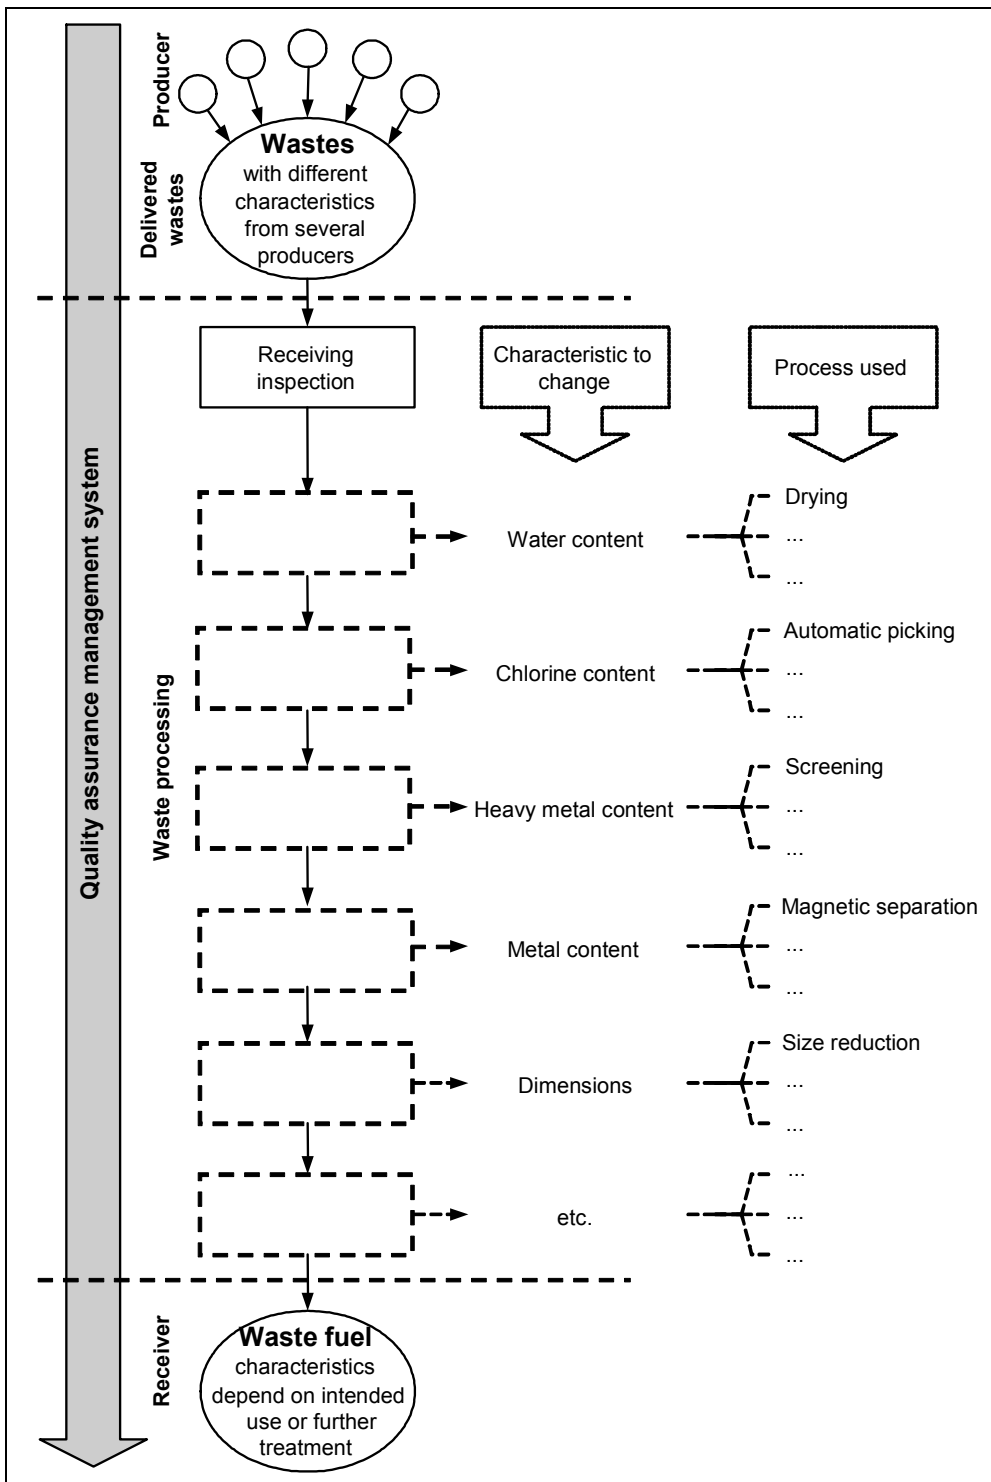 Producer
Delivered
wastes
Wastes
with different
characteristics
from several
producers
Quality assurance management system
Waste processing
Receiving
inspection
Characteristic to
change
Process used
Water content
Drying
...
...
Chlorine content
Automatic picking
...
...
Heavy metal content
Screening
...
...
Metal content
Magnetic separation
...
...
Dimensions
Size reduction
...
...
etc.
...
...
...
Receiver
Waste fuel
characteristics
depend on intended
use or further
treatment